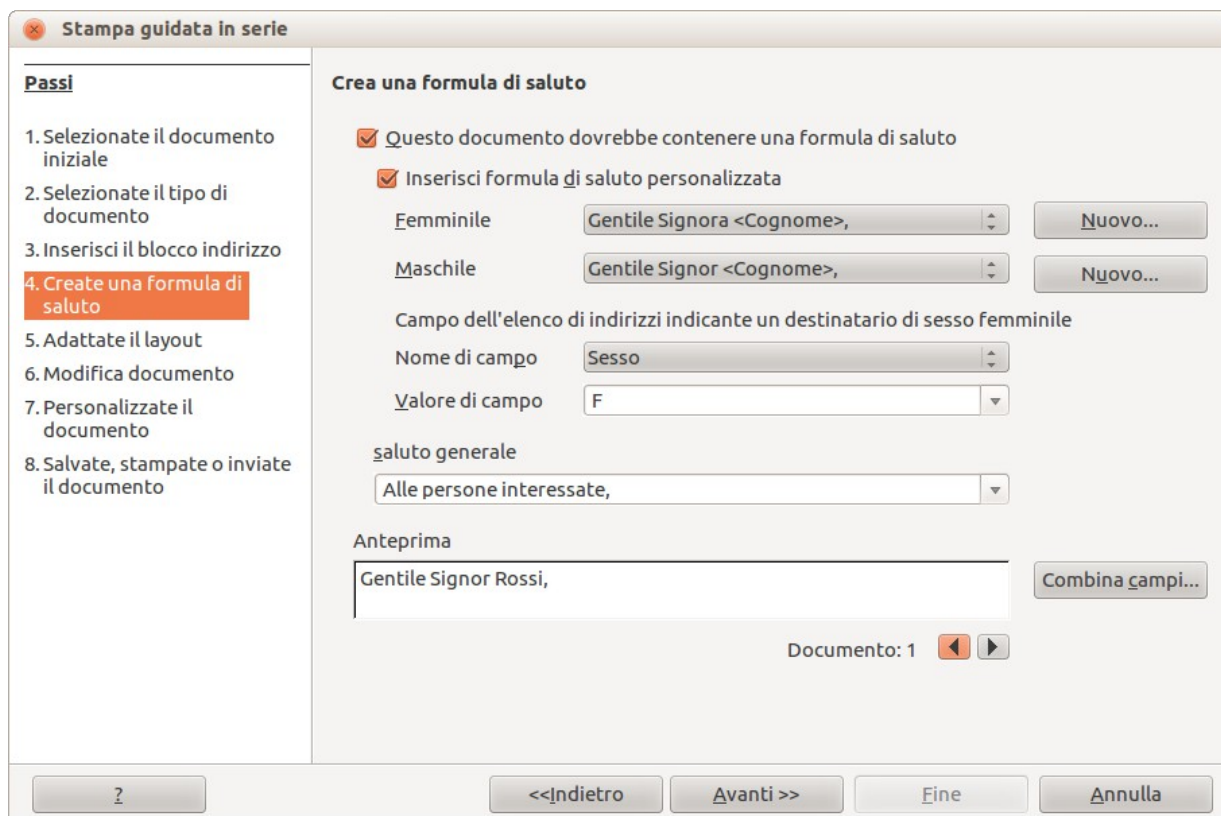 Stampa guidata in serie
Passi
1. Selezionate il documento
iniziale
2. Selezionate il tipo di
documento
3. Inserisci il blocco indirizzo
4. Create una formula di
saluto
5. Adattate il layout
6. Modifica documento
7. Personalizzate il
documento
8. Salvate, stampate o inviate
il documento
Crea una formula di saluto
Questo documento dovrebbe contenere una formula di saluto
Inserisci formula di saluto personalizzata
Femminile Gentile Signora <Cognome>, Nuovo...
Maschile Gentile Signor <Cognome>, Nuovo...
Campo dell'elenco di indirizzi indicante un destinatario di sesso femminile
Nome di campo Sesso
Valore di campo F
saluto generale
Alle persone interessate,
Anteprima
Gentile Signor Rossi,
Combina campi...
Documento: 1
? <<Indietro Avanti >> Fine Annulla